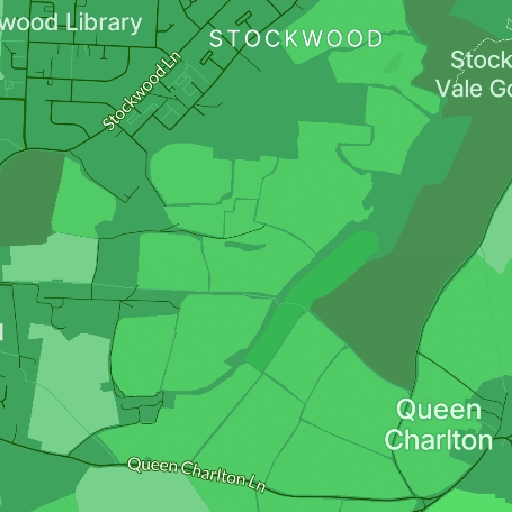 wood Library
STOCKWOOD
Stock
Vale Go
Stockwood Ln
Queen
Charlton
Queen Charlton Ln